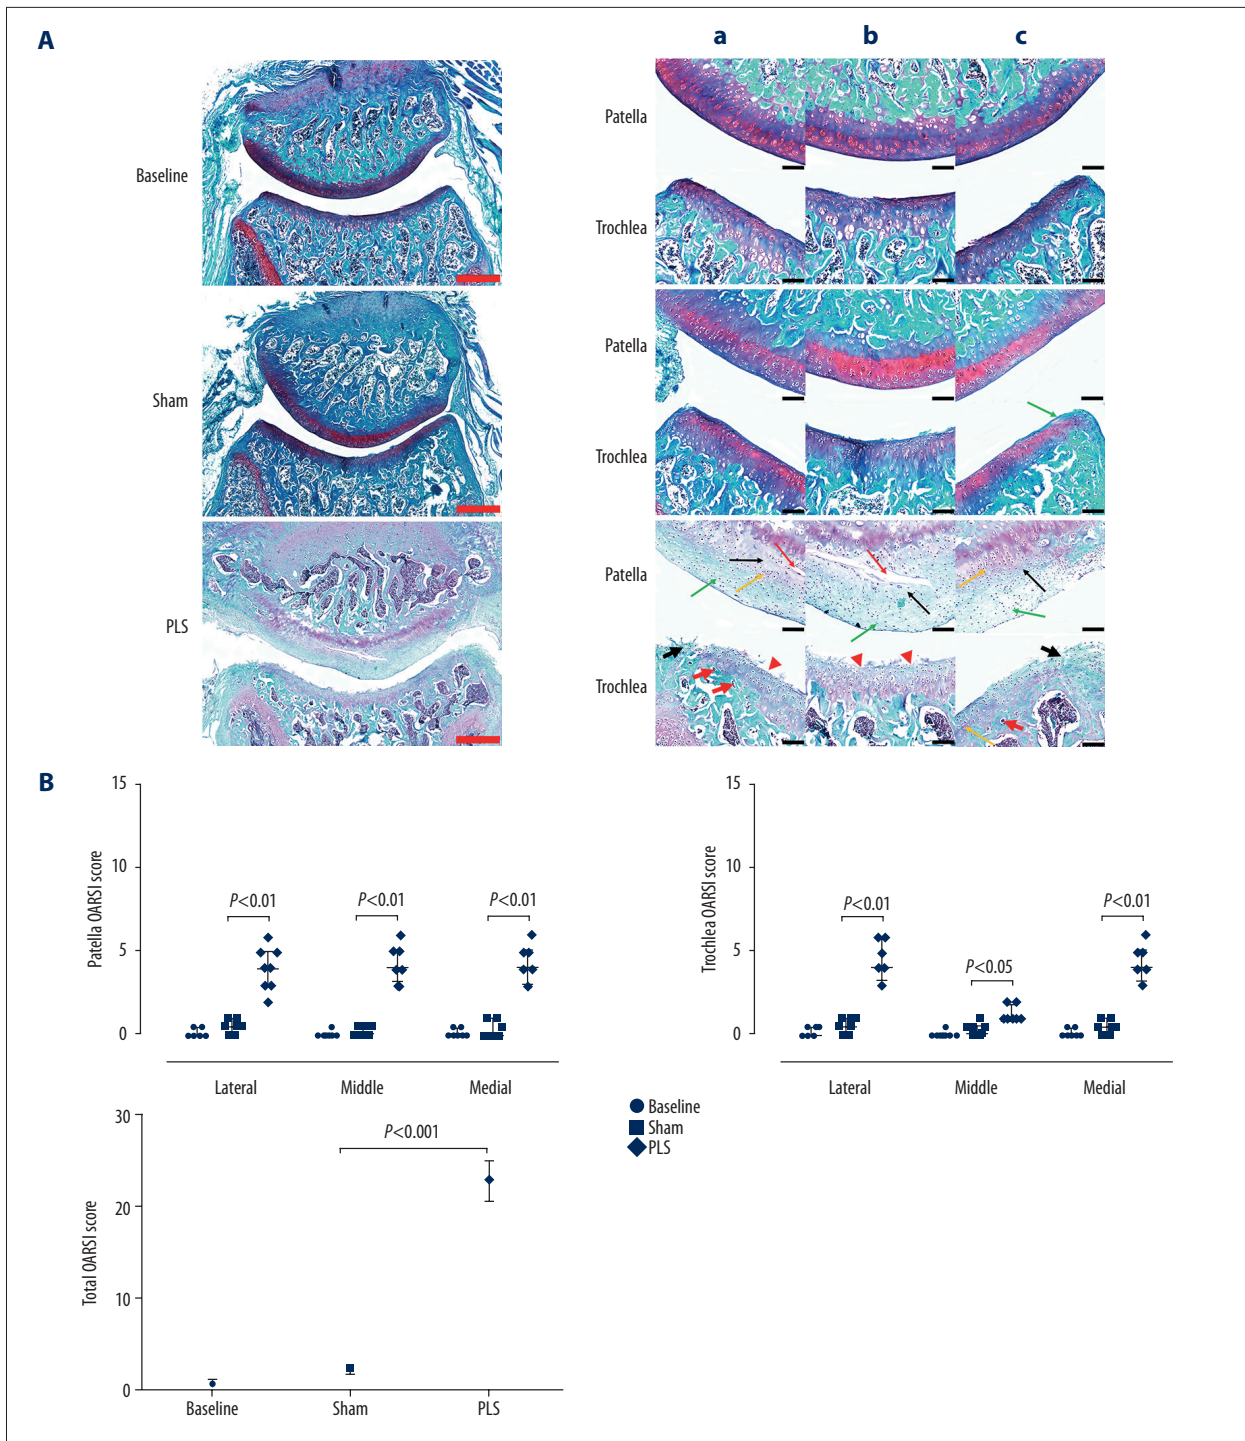 A
a b c
Baseline
Patella
Trochlea
Sham
Patella
Trochlea
PLS
Patella
Trochlea
B
Patella OARSI score
15
10
5
0
P<0.01
P<0.01
P<0.01
Lateral
Middle
Medial
Trochlea OARSI score
15
10
5
0
P<0.01
P<0.05
P<0.01
Lateral
Middle
Medial
Baseline
Sham
PLS
Total OARSI score
30
20
10
0
P<0.001
Baseline
Sham
PLS